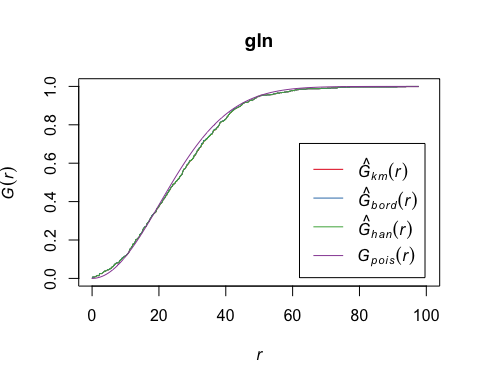 gln
G(r)
1.0
0.8
0.6
0.4
0.2
0.0
Ĝkm(r)
Ĝbord(r)
Ĝhan(r)
Gpois(r)
0 20 40 60 80 100
r